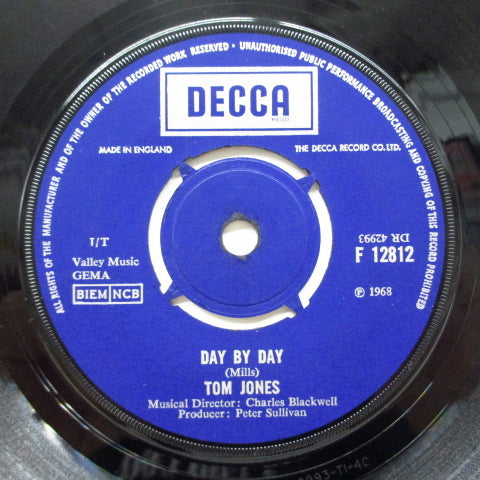 ALL RIGHTS OF THE MANUFACTURER AND OF THE OWNER OF THE RECORDED WORK RESERVED • UNAUTHORISED PUBLIC PERFORMANCE BROADCASTING AND COPYING OF THIS RECORD PROHIBITED
DECCA
MADE IN ENGLAND
THE DECCA RECORD CO. LTD.
1/T
DR 42993
Valley Music
F 12812
GEMA
BIEM NCB
℗ 1968
DAY BY DAY
(Mills)
TOM JONES
Musical Director: Charles Blackwell
Producer: Peter Sullivan